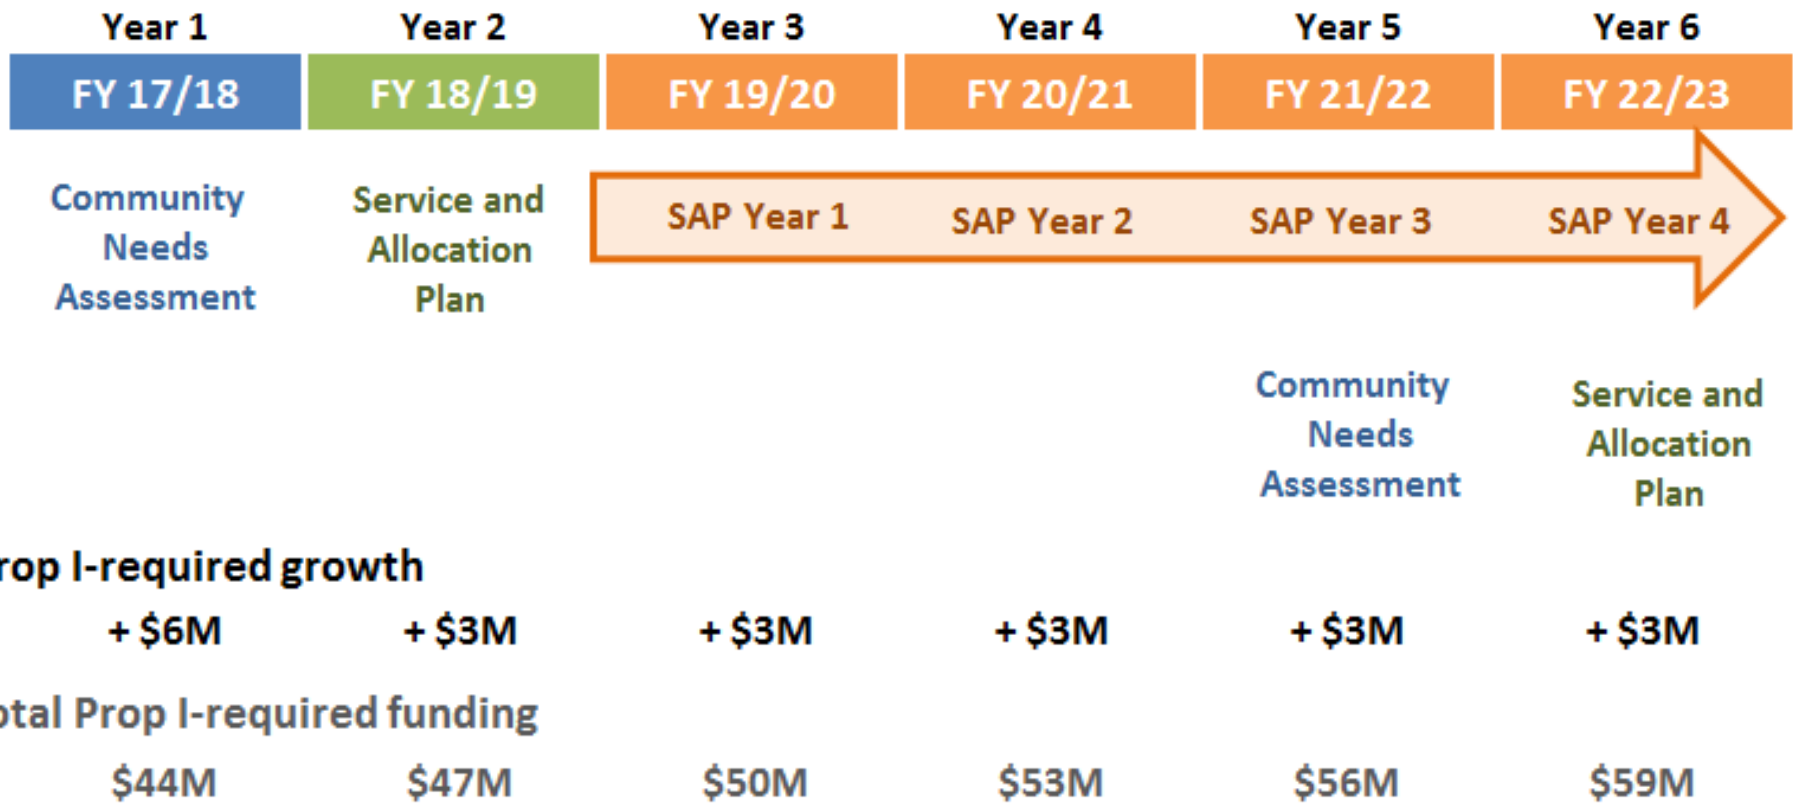 Year 1 Year 2 Year 3 Year 4 Year 5 Year 6
FY 17/18 FY 18/19 FY 19/20 FY 20/21 FY 21/22 FY 22/23
Community
Needs
Assessment
Service and
Allocation
Plan
SAP Year 1 SAP Year 2 SAP Year 3 SAP Year 4
Community
Needs
Assessment
Service and
Allocation
Plan
rop I-required growth
+ $6M + $3M + $3M + $3M + $3M + $3M
otal Prop I-required funding
$44M $47M $50M $53M $56M $59M